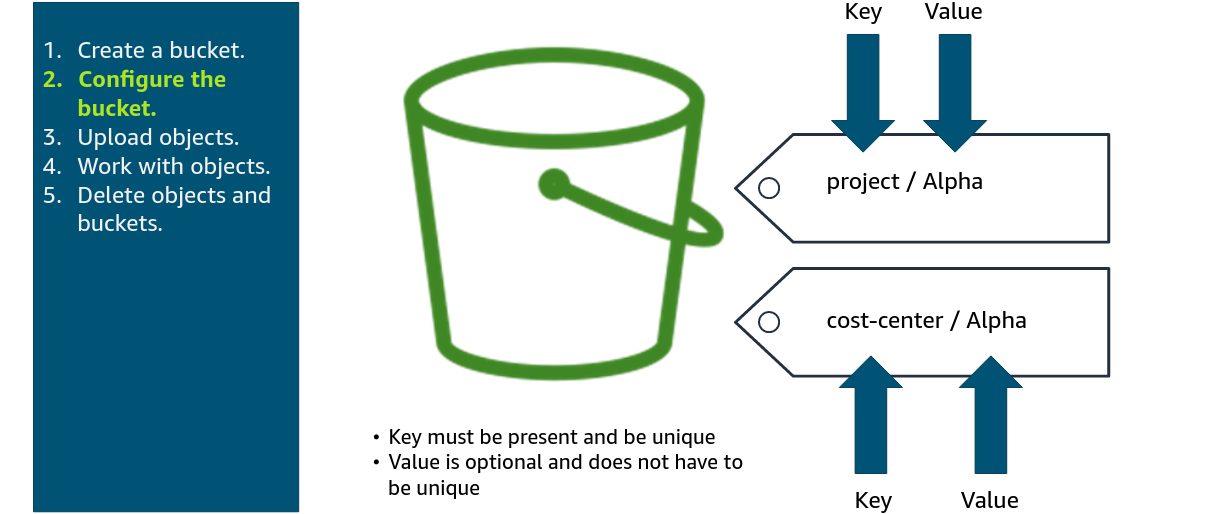 1. Create a bucket.
2. Configure the
bucket.
3. Upload objects.
4. Work with objects.
5. Delete objects and
buckets.
Key Value
project / Alpha
cost-center / Alpha
Key Value
• Key must be present and be unique
• Value is optional and does not have to
be unique